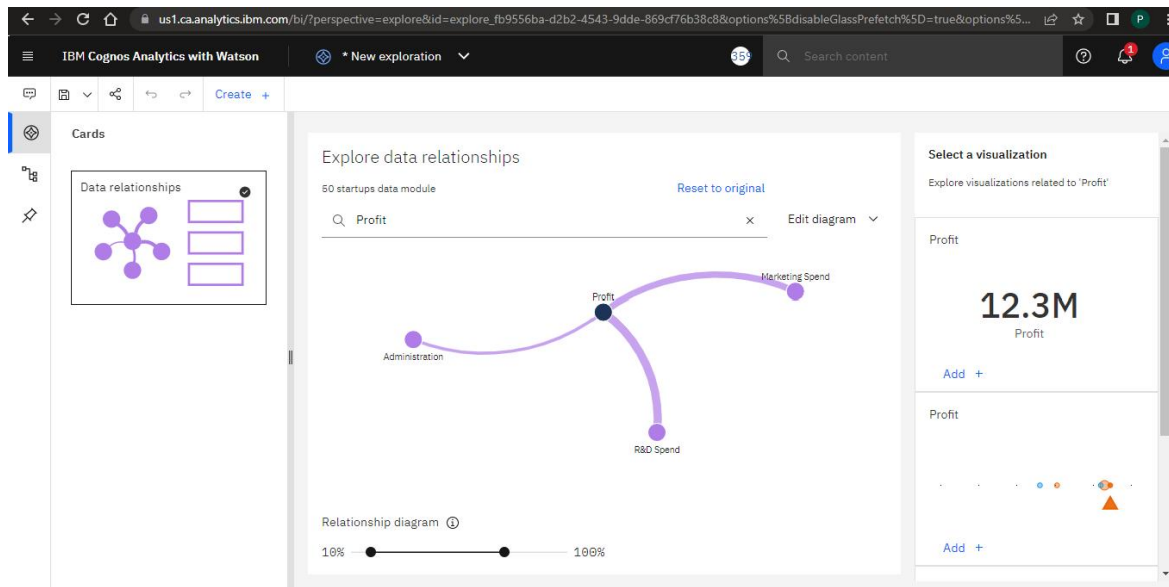 us1.ca.analytics.ibm.com/bi/?perspective=explore&id=explore_fb9556ba-d2b2-4543-9dde-869cf76b38c8&options%5BdisableGlassPrefetch%5D=true&options%5...
P
IBM Cognos Analytics with Watson
* New exploration
359
Search content
1
Create +
Cards
Data relationships
Explore data relationships
50 startups data module
Reset to original
Profit
Edit diagram
Profit
Marketing Spend
Administration
R&D Spend
Relationship diagram
10%
100%
Select a visualization
Explore visualizations related to 'Profit'
Profit
12.3M
Profit
Add +
Profit
Add +